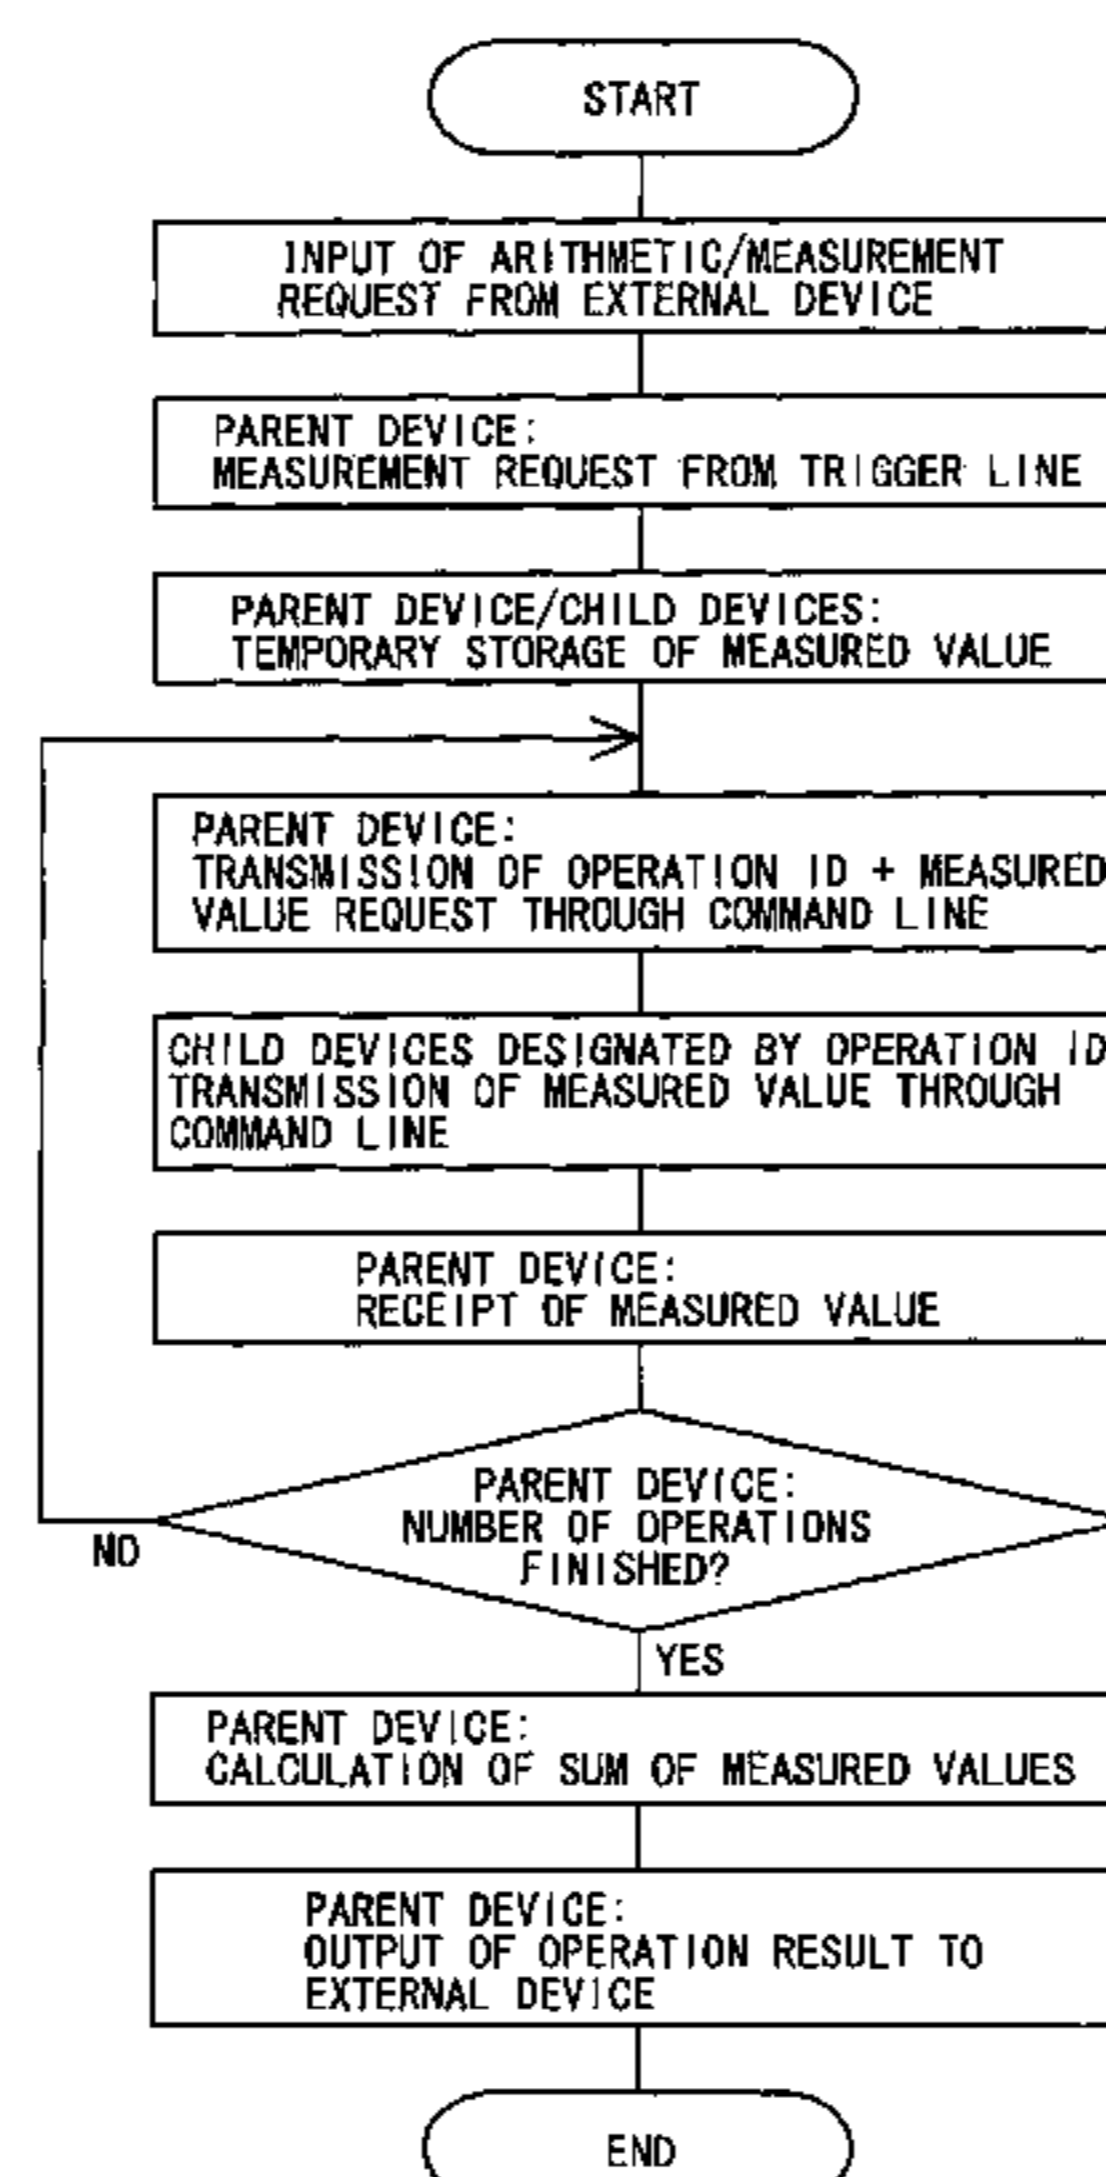 START
INPUT OF ARITHMETIC/MEASUREMENT
REQUEST FROM EXTERNAL DEVICE
PARENT DEVICE:
MEASUREMENT REQUEST FROM TRIGGER LINE
PARENT DEVICE/CHILD DEVICES:
TEMPORARY STORAGE OF MEASURED VALUE
PARENT DEVICE:
TRANSMISSION OF OPERATION ID + MEASURED
VALUE REQUEST THROUGH COMMAND LINE
CHILD DEVICES DESIGNATED BY OPERATION ID
TRANSMISSION OF MEASURED VALUE THROUGH
COMMAND LINE
PARENT DEVICE:
RECEIPT OF MEASURED VALUE
PARENT DEVICE:
NUMBER OF OPERATIONS
FINISHED?
NO
YES
PARENT DEVICE:
CALCULATION OF SUM OF MEASURED VALUES
PARENT DEVICE:
OUTPUT OF OPERATION RESULT TO
EXTERNAL DEVICE
END